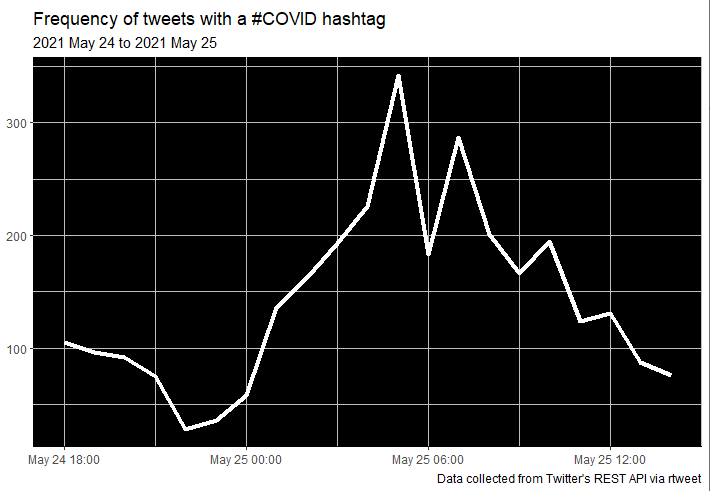 Frequency of tweets with a #COVID hashtag
2021 May 24 to 2021 May 25
300
200
100
May 24 18:00 May 25 00:00 May 25 06:00 May 25 12:00
Data collected from Twitter's REST API via rtweet